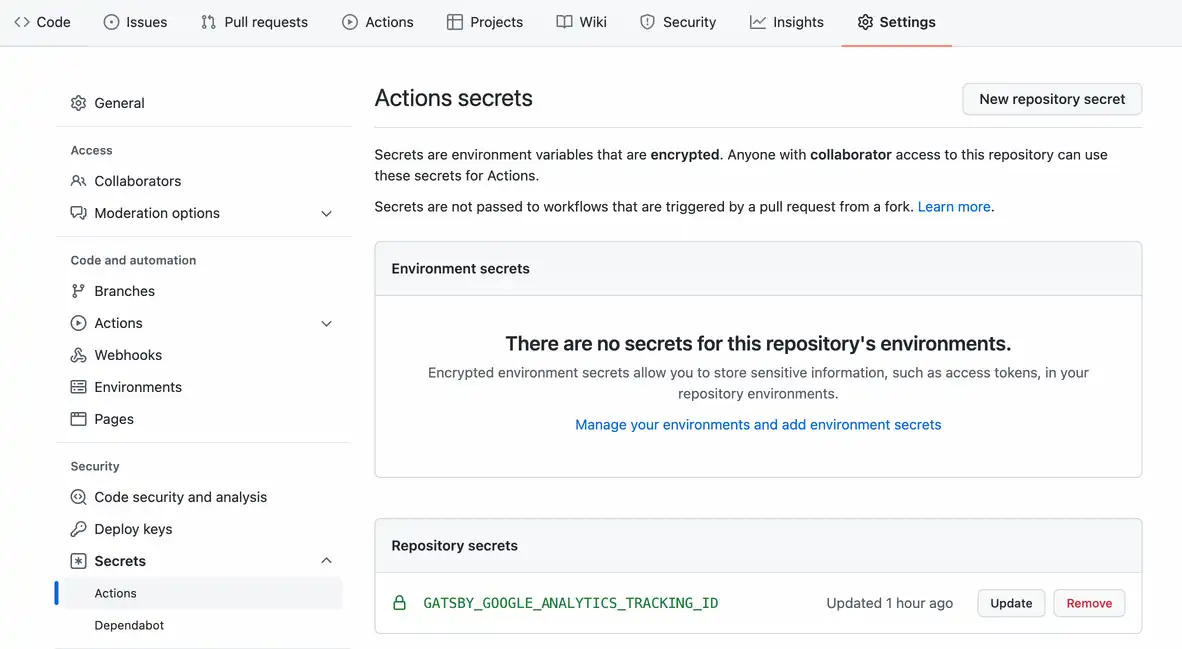 Code Issues Pull requests Actions Projects Wiki Security Insights Settings
General
Access
Collaborators
Moderation options
Code and automation
Branches
Actions
Webhooks
Environments
Pages
Security
Code security and analysis
Deploy keys
Secrets
Actions
Dependabot
Actions secrets
New repository secret
Secrets are environment variables that are encrypted. Anyone with collaborator access to this repository can use
these secrets for Actions.
Secrets are not passed to workflows that are triggered by a pull request from a fork. Learn more.
Environment secrets
There are no secrets for this repository's environments.
Encrypted environment secrets allow you to store sensitive information, such as access tokens, in your
repository environments.
Manage your environments and add environment secrets
Repository secrets
GATSBY_GOOGLE_ANALYTICS_TRACKING_ID Updated 1 hour ago Update Remove